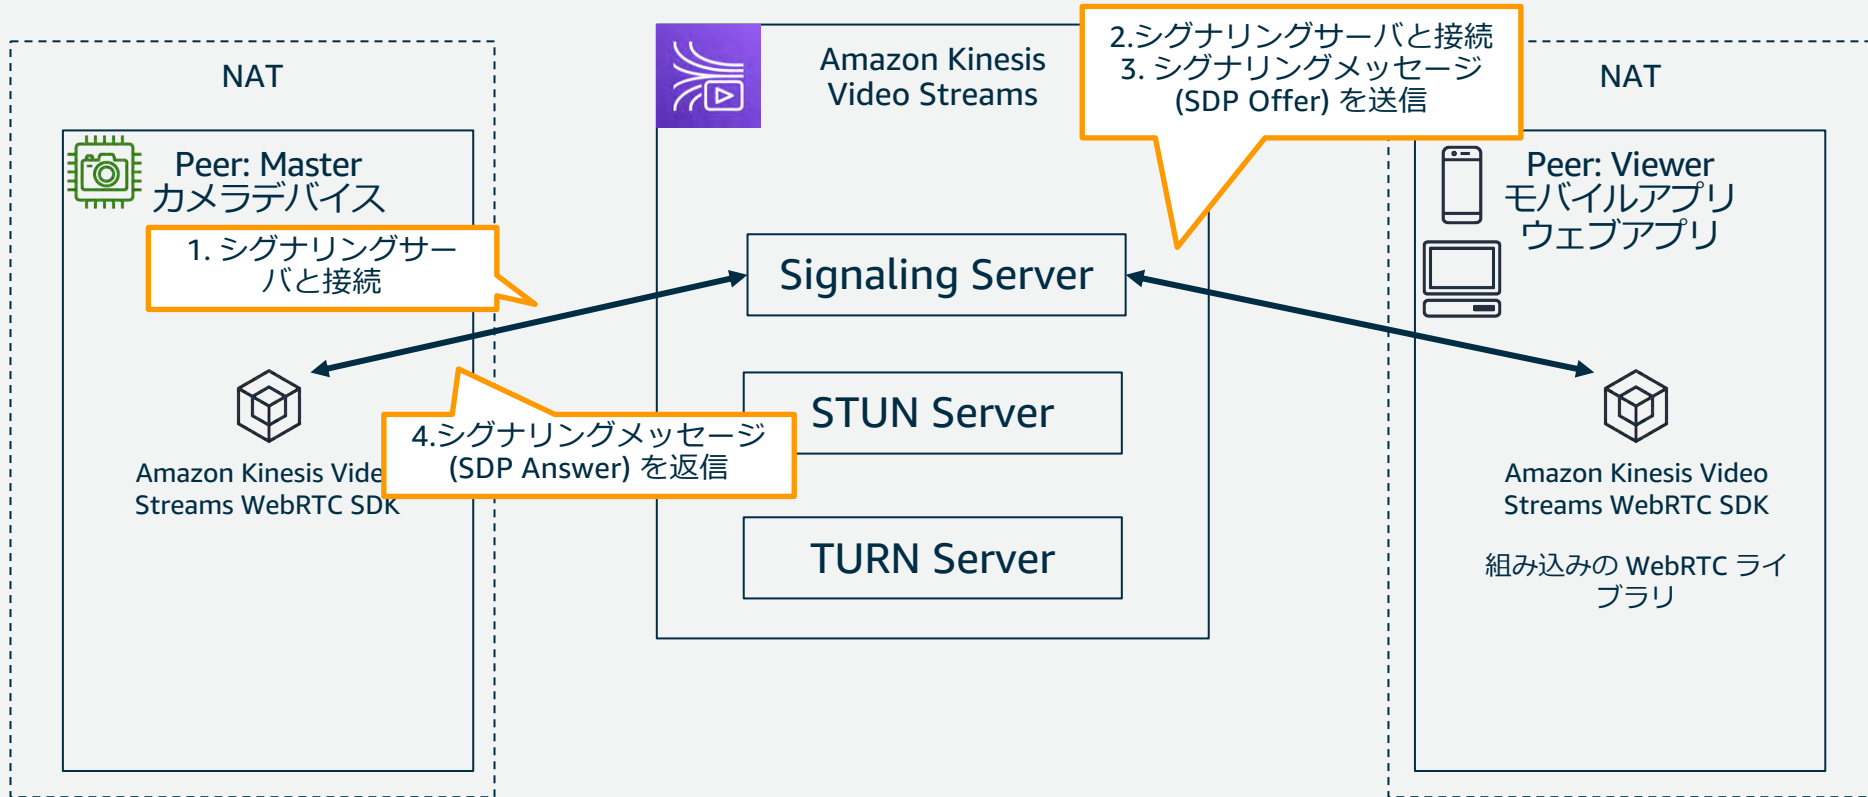 NAT
Peer: Master
カメラデバイス
1. シグナリングサー
バと接続
Amazon Kinesis Vide
Streams WebRTC SDK
4.シグナリングメッセージ
(SDP Answer) を返信
Amazon Kinesis
Video Streams
Signaling Server
STUN Server
TURN Server
2.シグナリングサーバと接続
3. シグナリングメッセージ
(SDP Offer) を送信
NAT
Peer: Viewer
モバイルアプリ
ウェブアプリ
Amazon Kinesis Video
Streams WebRTC SDK
組み込みの WebRTC ライ
ブラリ